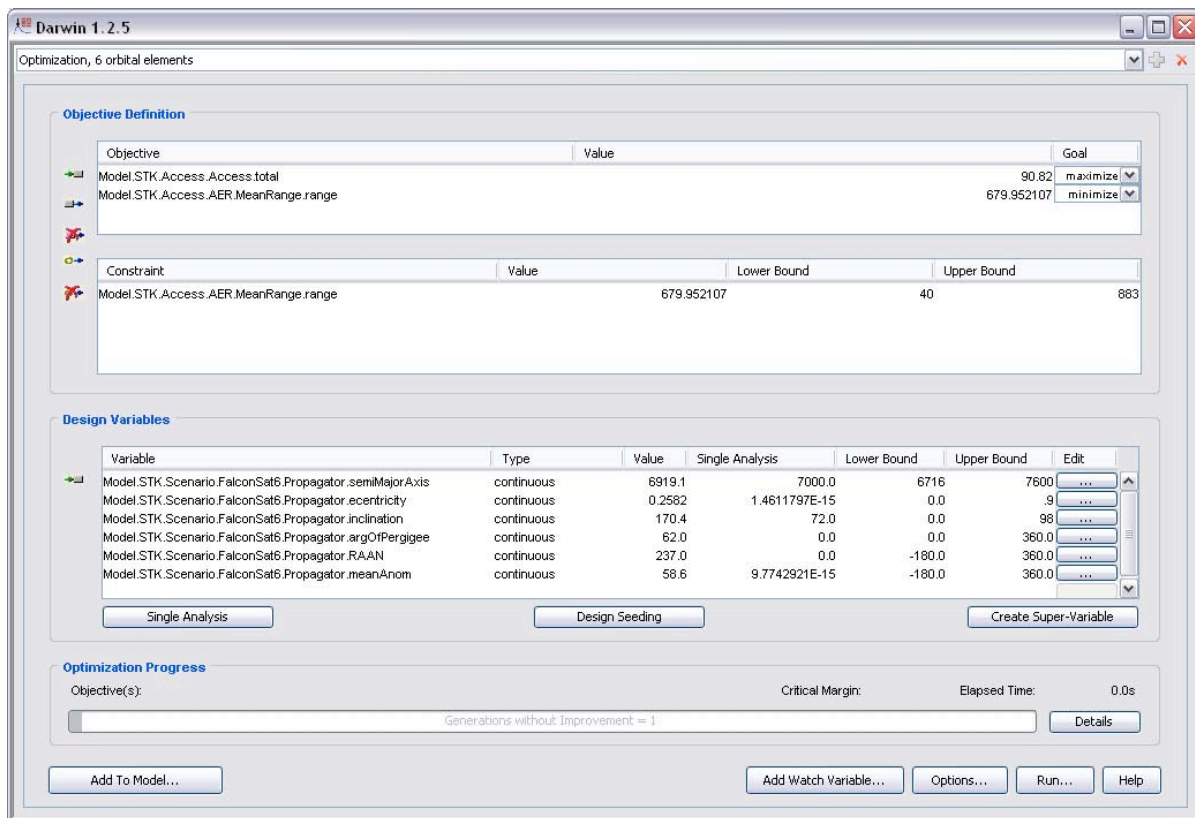 Darwin 1.2.5
Optimization, 6 orbital elements
Objective Definition
Objective Value Goal
Model.STK.Access.Access.total 90.82 maximize
Model.STK.Access.AER.MeanRange.range 679.952107 minimize
Constraint Value Lower Bound Upper Bound
Model.STK.Access.AER.MeanRange.range 679.952107 40 883
Design Variables
Variable Type Value Single Analysis Lower Bound Upper Bound Edit
Model.STK.Scenario.FalconSat6.Propagator.semiMajorAxis continuous 6919.1 7000.0 6716 7600 ...
Model.STK.Scenario.FalconSat6.Propagator.ecentricity continuous 0.2582 1.4611797E-15 0.0 .9 ...
Model.STK.Scenario.FalconSat6.Propagator.inclination continuous 170.4 72.0 0.0 98 ...
Model.STK.Scenario.FalconSat6.Propagator.argOfPergigee continuous 62.0 0.0 0.0 360.0 ...
Model.STK.Scenario.FalconSat6.Propagator.RAAN continuous 237.0 0.0 -180.0 360.0 ...
Model.STK.Scenario.FalconSat6.Propagator.meanAnom continuous 58.6 9.7742921E-15 -180.0 360.0 ...
Single Analysis Design Seeding Create Super-Variable
Optimization Progress
Objective(s): Critical Margin: Elapsed Time: 0.0s
Generations without Improvement = 1 Details
Add To Model... Add Watch Variable... Options... Run... Help